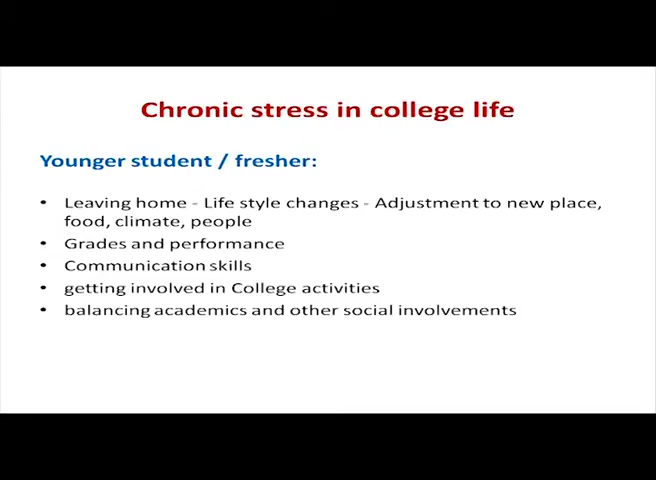 Chronic stress in college life
Younger student / fresher:
• Leaving home - Life style changes - Adjustment to new place,
food, climate, people
• Grades and performance
• Communication skills
• getting involved in College activities
• balancing academics and other social involvements